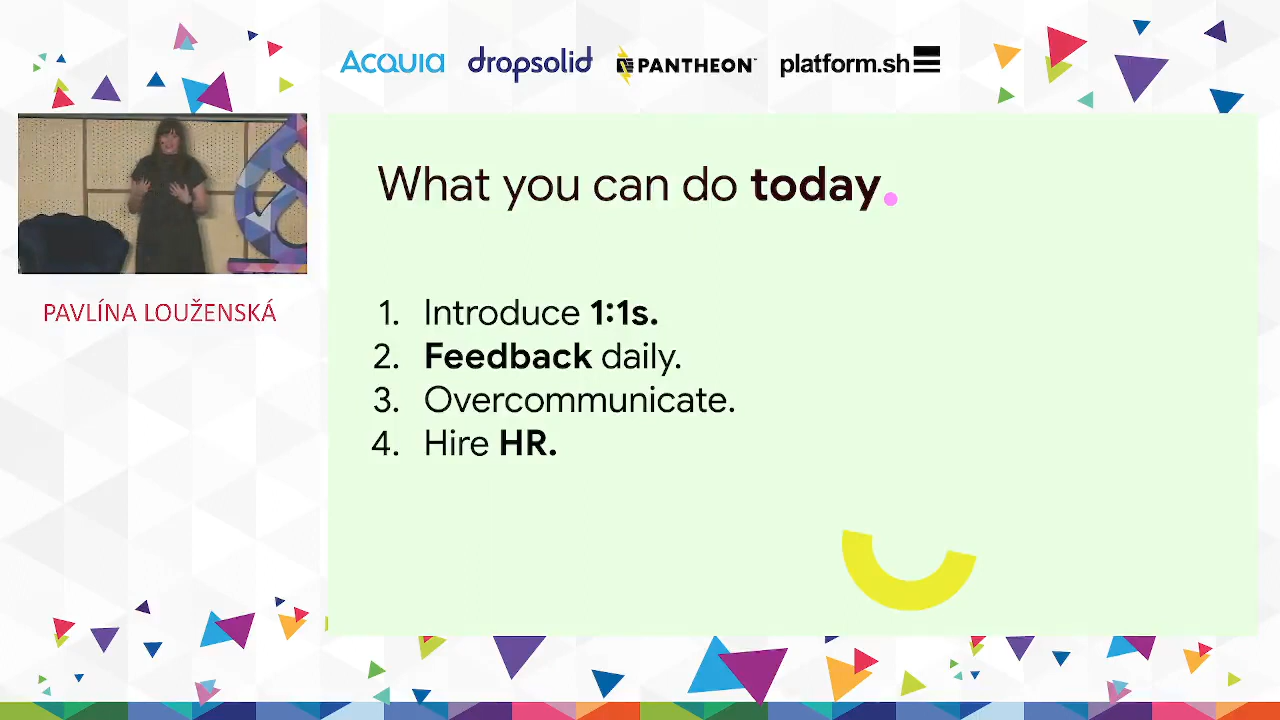 ACQUIA dropsolid PANTHEON platform.sh
What you can do today.
PAVLÍNA LOUŽENSKÁ
1. Introduce 1:1s.
2. Feedback daily.
3. Overcommunicate.
4. Hire HR.